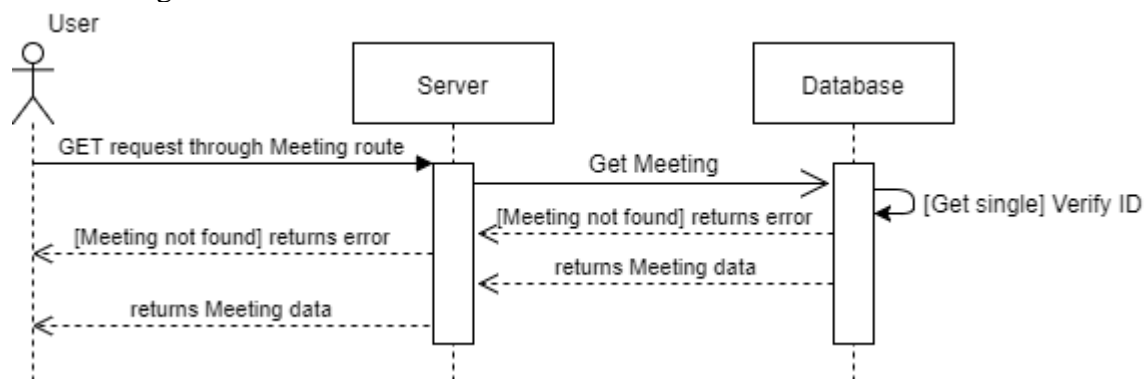 User
Server
Database
GET request through Meeting route
Get Meeting
[Get single] Verify ID
[Meeting not found] returns error
[Meeting not found] returns error
returns Meeting data
returns Meeting data